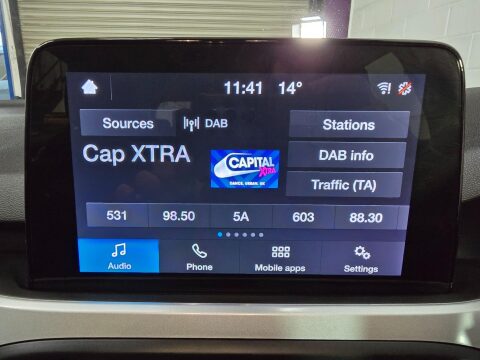 11:41 14°
Sources DAB Stations
Cap XTRA
CAPITAL
XTRA
DANCE. URBAN. UK
DAB info
Traffic (TA)
531 98.50 5A 603 88.30
Audio Phone Mobile apps Settings